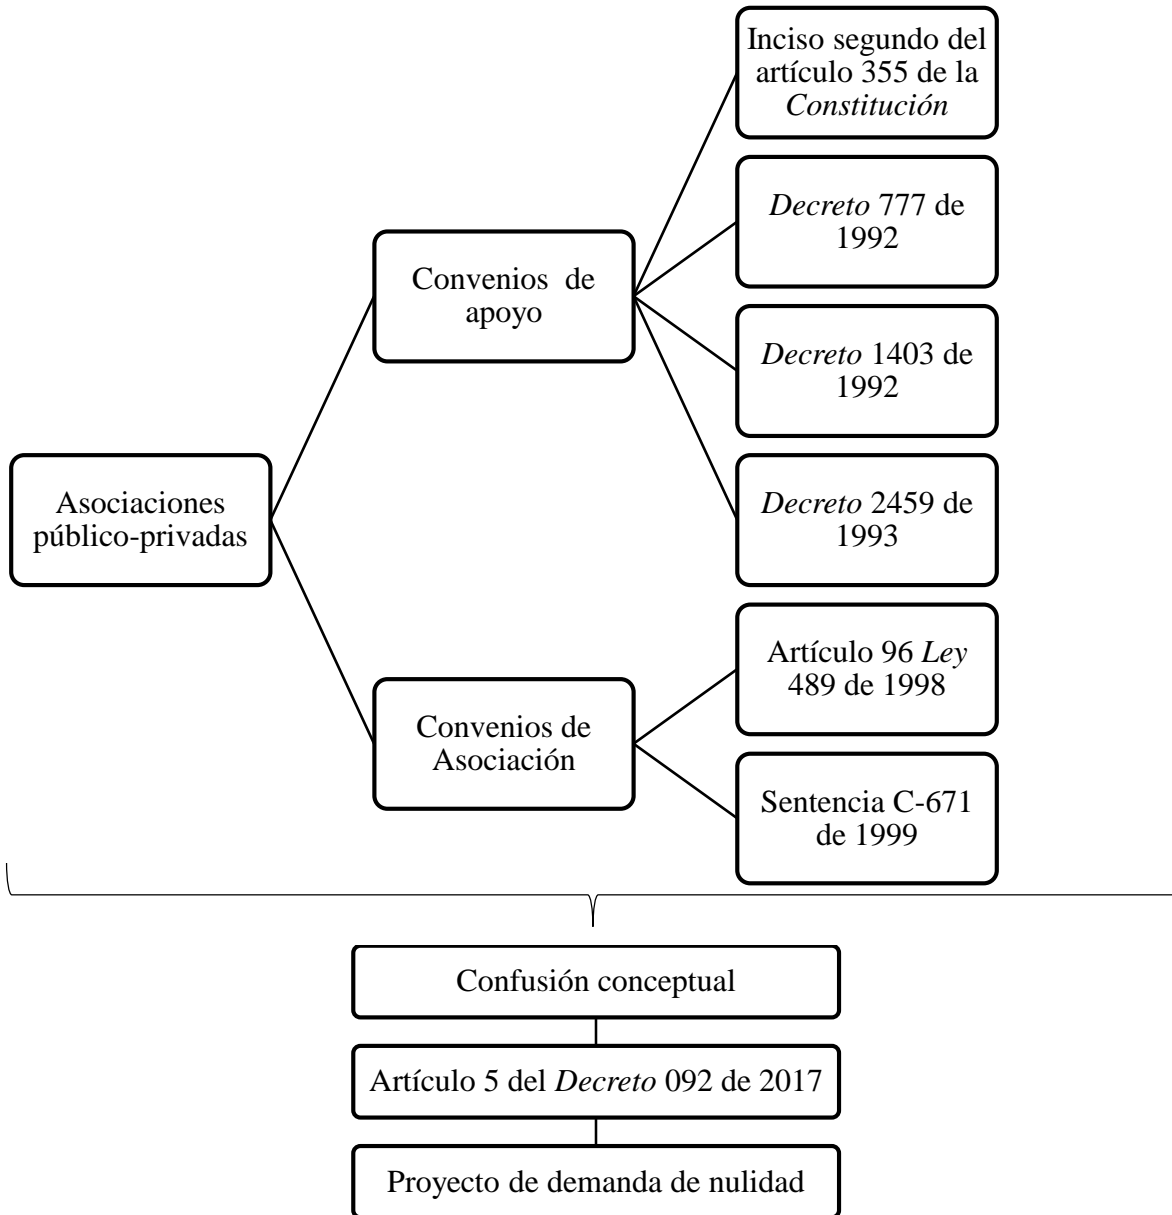 Inciso segundo del
artículo 355 de la
Constitución
Decreto 777 de
1992
Convenios de
apoyo
Decreto 1403 de
1992
Decreto 2459 de
1993
Asociaciones
público-privadas
Artículo 96 Ley
489 de 1998
Convenios de
Asociación
Sentencia C-671
de 1999
Confusión conceptual
Artículo 5 del Decreto 092 de 2017
Proyecto de demanda de nulidad